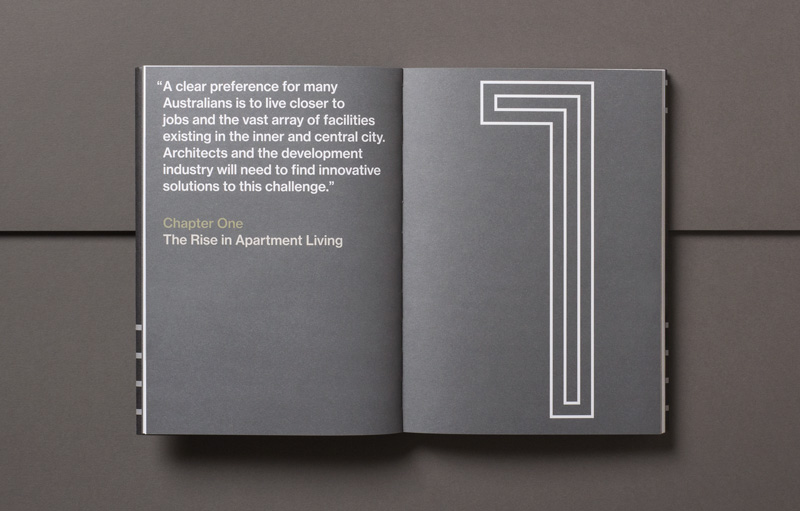 “A clear preference for many
Australians is to live closer to
jobs and the vast array of facilities
existing in the inner and central city.
Architects and the development
industry will need to find innovative
solutions to this challenge.”
Chapter One
The Rise in Apartment Living
1